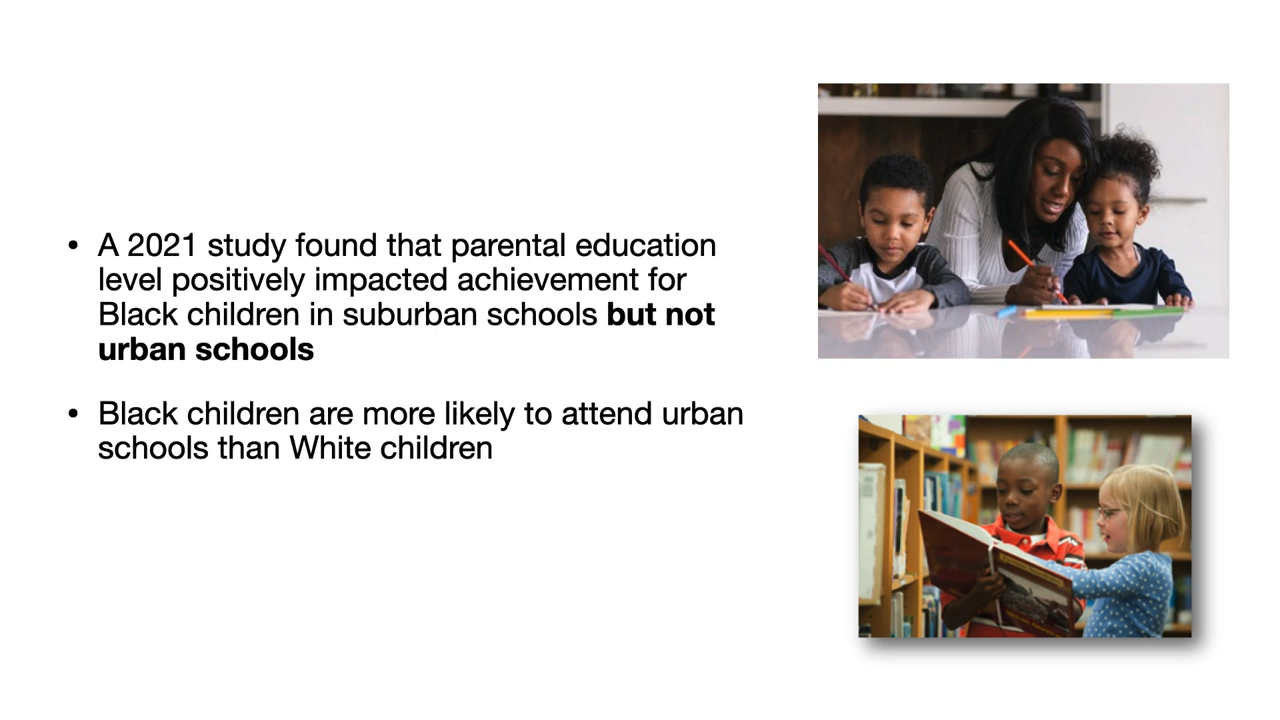 • A 2021 study found that parental education
level positively impacted achievement for
Black children in suburban schools but not
urban schools
• Black children are more likely to attend urban
schools than White children